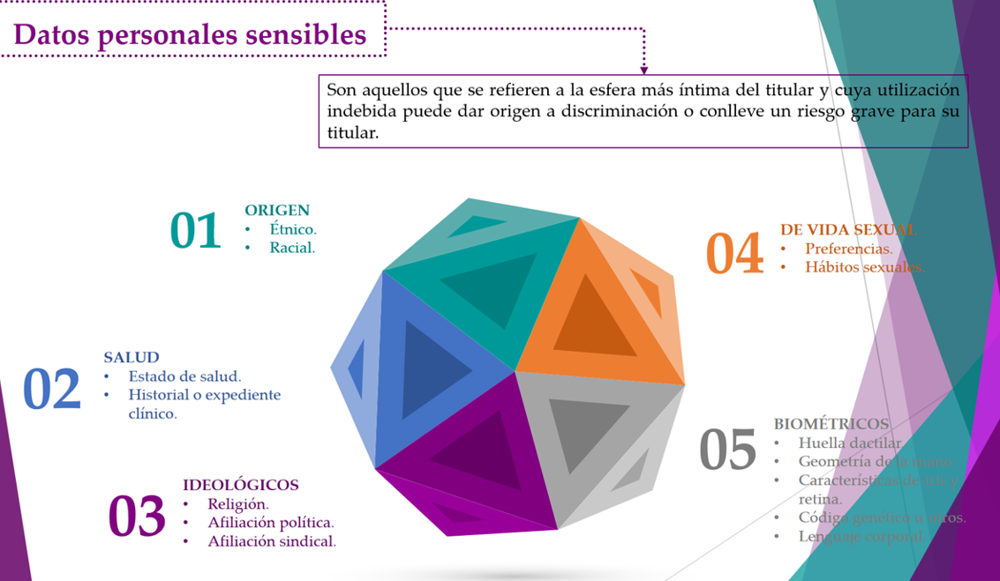 Datos personales sensibles
Son aquellos que se refieren a la esfera más íntima del titular y cuya utilización
indebida puede dar origen a discriminación o conlleve un riesgo grave para su
titular.
01
ORIGEN
• Étnico.
• Racial.
02
SALUD
• Estado de salud.
• Historial o expediente
clínico.
03
IDEOLÓGICOS
• Religión.
• Afiliación política.
• Afiliación sindical.
04
DE VIDA SEXUAL
• Preferencias.
• Hábitos sexuales.
05
BIOMÉTRICOS
• Huella dactilar.
• Geometría de la mano.
• Características de iris y
retina.
• Código genético u otros.
• Lenguaje corporal.